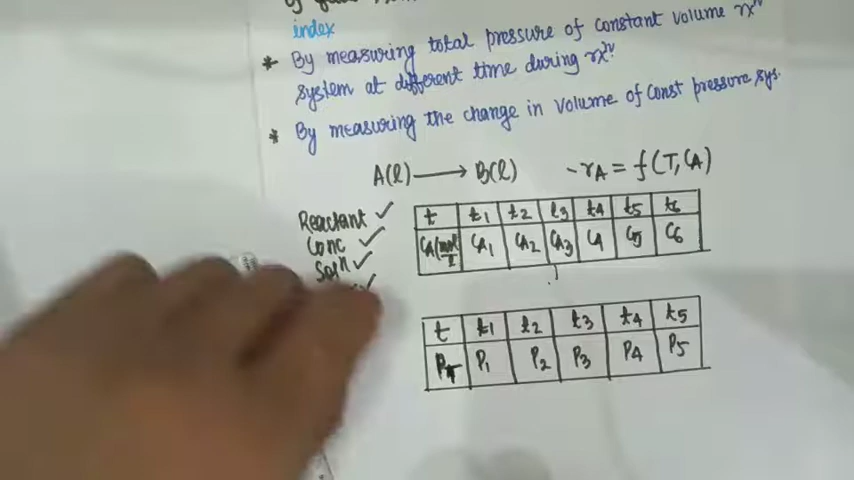 index
* By measuring total pressure of constant volume rxⁿ
system at different time during rxⁿ.
* By measuring the change in volume of const pressure sys.
A(l) ⟶ B(l) -rA = f(T, CA)
Reactant ✓
Conc ✓
✓
t t1 t2 t3 t4 t5 t6
CA(mol/l) CA1 CA2 CA3 C4 C5 C6
t t1 t2 t3 t4 t5
PT P1 P2 P3 P4 P5